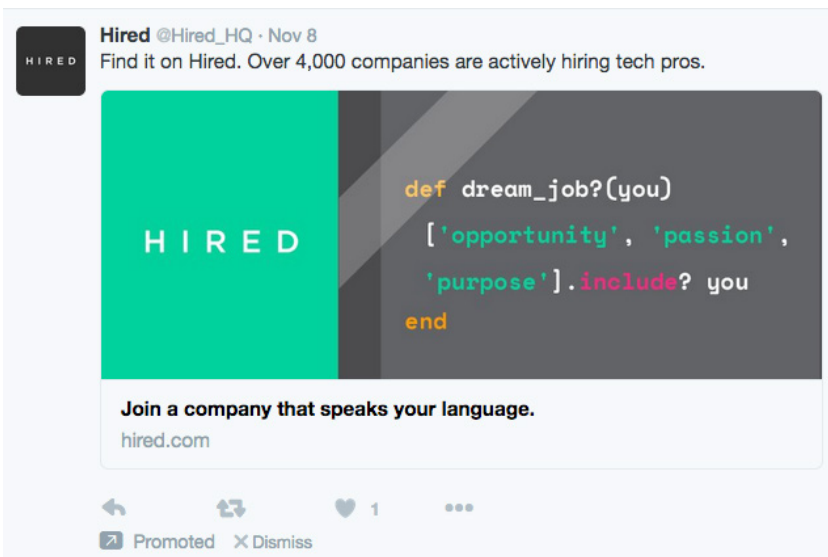 HIRED
Hired @Hired_HQ · Nov 8
Find it on Hired. Over 4,000 companies are actively hiring tech pros.
HIRED
def dream_job?(you)
['opportunity', 'passion',
'purpose'].include? you
end
Join a company that speaks your language.
hired.com
1
Promoted Dismiss